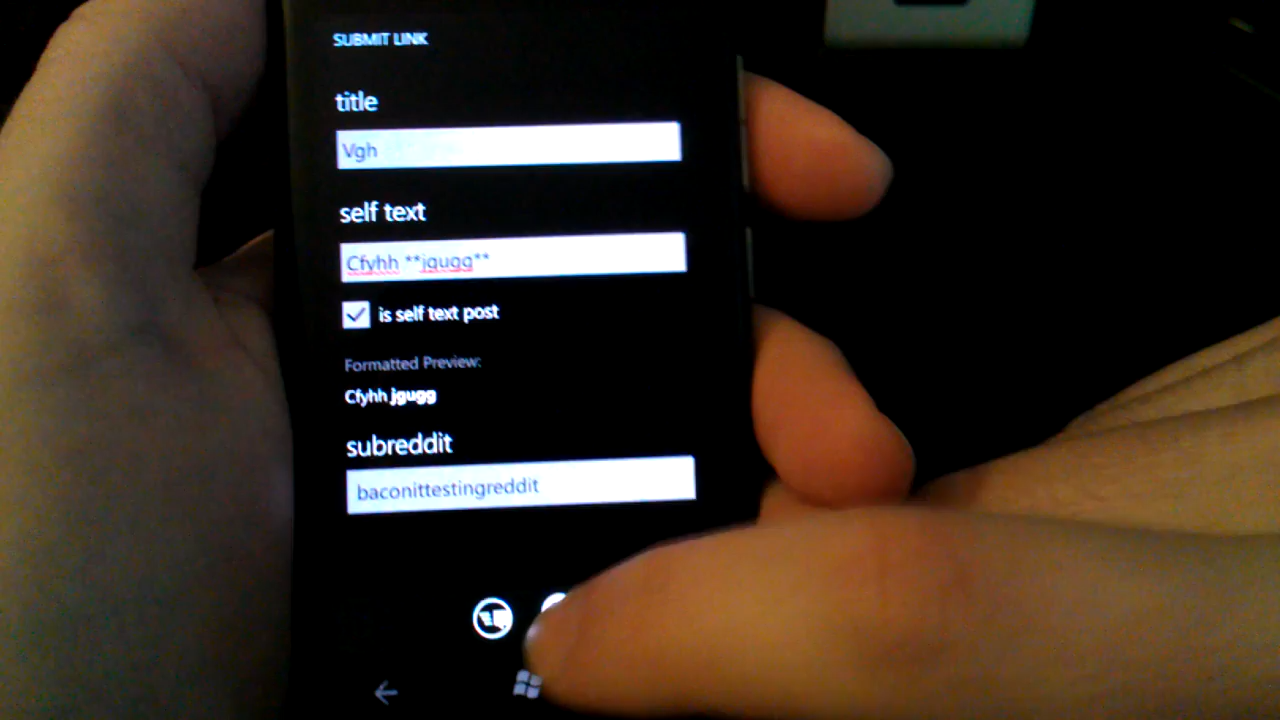 SUBMIT LINK
title
Vgh
self text
Cfyhh **jgugg**
is self text post
Formatted Preview:
Cfyhh jgugg
subreddit
baconittestingreddit